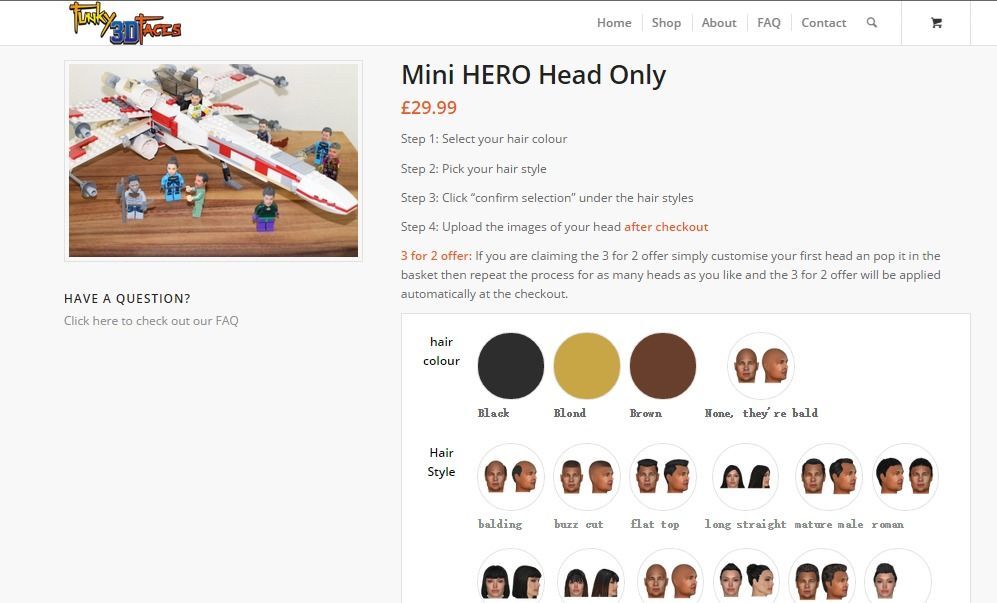 Funky
3D Faces
Home
Shop
About
FAQ
Contact
Mini HERO Head Only
£29.99
Step 1: Select your hair colour
Step 2: Pick your hair style
Step 3: Click “confirm selection” under the hair styles
Step 4: Upload the images of your head after checkout
3 for 2 offer: If you are claiming the 3 for 2 offer simply customise your first head an pop it in the
basket then repeat the process for as many heads as you like and the 3 for 2 offer will be applied
automatically at the checkout.
HAVE A QUESTION?
Click here to check out our FAQ
hair
colour
Black
Blond
Brown
None, they're bald
Hair
Style
balding
buzz cut
flat top
long straight
mature male
roman